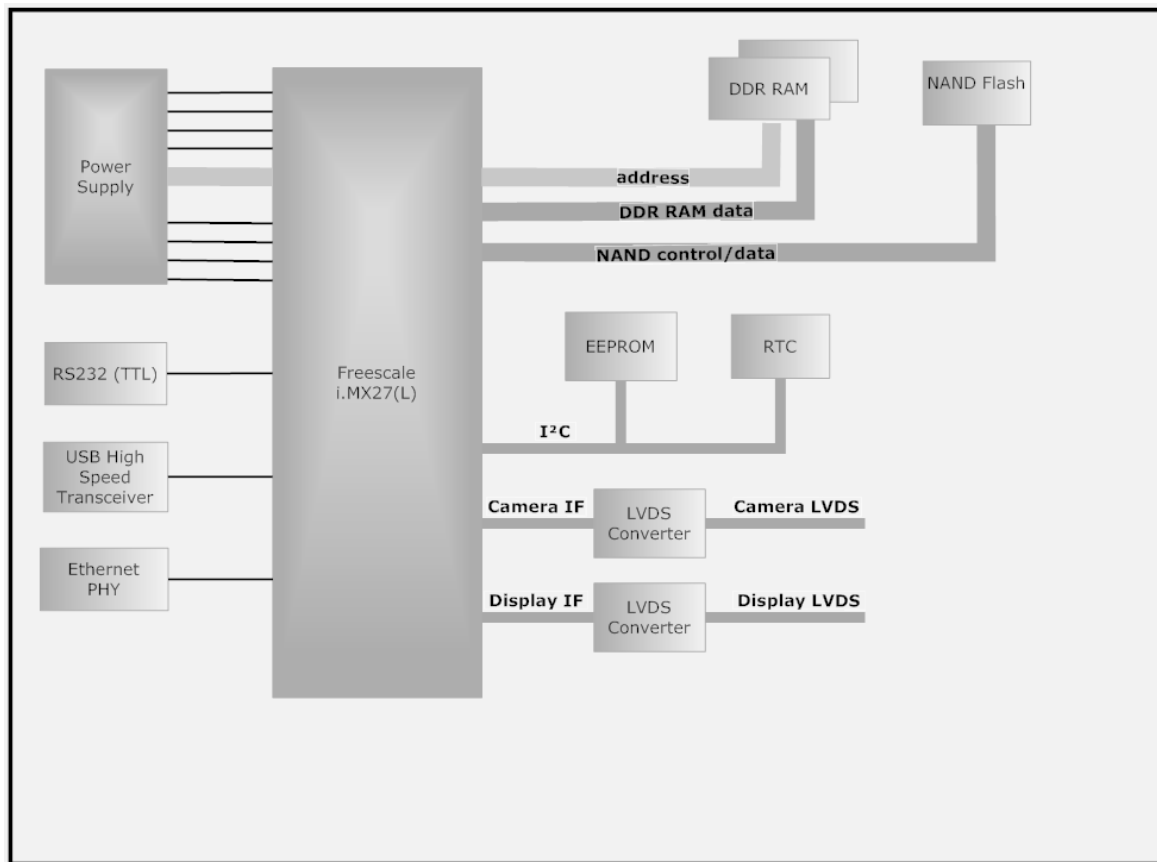 DDR RAM
NAND Flash
Power
Supply
address
DDR RAM data
NAND control/data
EEPROM
RTC
RS232 (TTL)
Freescale
i.MX27(L)
I²C
USB High
Speed
Transceiver
Camera IF
LVDS
Converter
Camera LVDS
Ethernet
PHY
Display IF
LVDS
Converter
Display LVDS